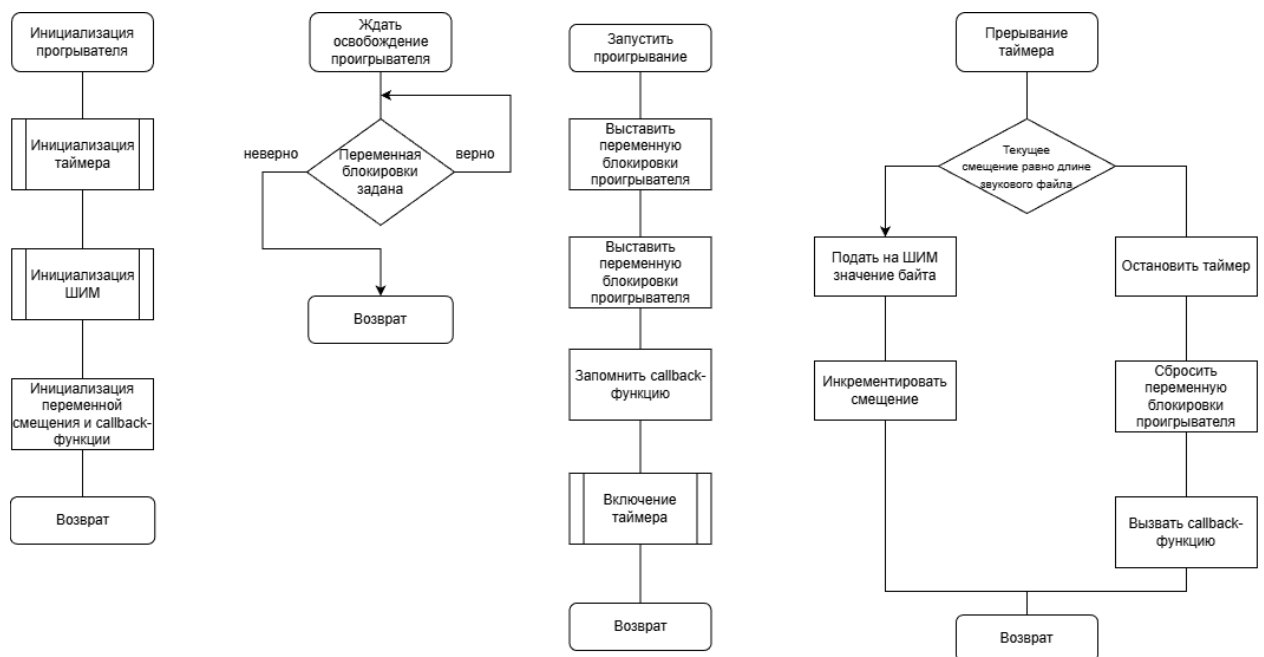 Инициализация
прогрывателя
Инициализация
таймера
Инициализация
ШИМ
Инициализация
переменной
смещения и callback-
функции
Возврат
Ждать
освобождение
проигрывателя
неверно
верно
Переменная
блокировки
задана
Возврат
Запустить
проигрывание
Выставить
переменную
блокировки
проигрывателя
Выставить
переменную
блокировки
проигрывателя
Запомнить callback-
функцию
Включение
таймера
Возврат
Прерывание
таймера
Текущее
смещение равно длине
звукового файла
Подать на ШИМ
значение байта
Инкрементировать
смещение
Остановить таймер
Сбросить
переменную
блокировки
проигрывателя
Вызвать callback-
функцию
Возврат